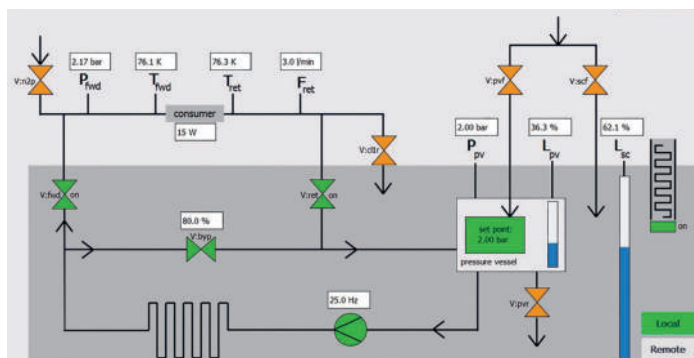 2.17 bar
76.1 K
76.3 K
3.0 l/min
V:n2p
P fwd
T fwd
T ret
F ret
consumer
15 W
V:pvf
V:scf
2.00 bar
36.3 %
62.1 %
P pv
L pv
L sc
V:cltr
V:fwd on
V:ret on
80.0 %
V:byp
set point:
2.00 bar
pressure vessel
on
25.0 Hz
V:pvr
Local
Remote